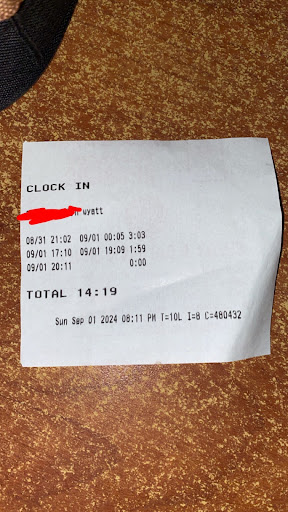 CLOCK IN
wyatt
08/31 21:02 09/01 00:05 3:03
09/01 17:10 09/01 19:09 1:59
09/01 20:11 0:00
TOTAL 14:19
Sun Sep 01 2024 08:11 PM T=10L I=8 C=480432